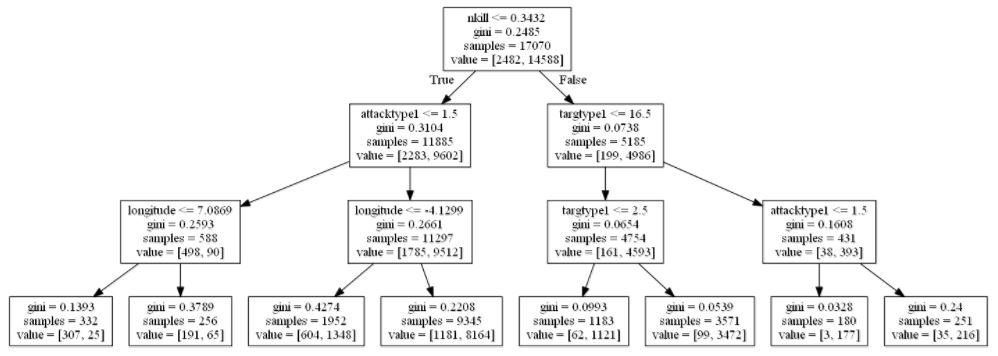 nkill <= 0.3432
gini = 0.2485
samples = 17070
value = [2482, 14588]
True
False
attacktype1 <= 1.5
gini = 0.3104
samples = 11885
value = [2283, 9602]
targtype1 <= 16.5
gini = 0.0738
samples = 5185
value = [199, 4986]
longitude <= 7.0869
gini = 0.2593
samples = 588
value = [498, 90]
longitude <= -4.1299
gini = 0.2661
samples = 11297
value = [1785, 9512]
targtype1 <= 2.5
gini = 0.0654
samples = 4754
value = [161, 4593]
attacktype1 <= 1.5
gini = 0.1608
samples = 431
value = [38, 393]
gini = 0.1393
samples = 332
value = [307, 25]
gini = 0.3789
samples = 256
value = [191, 65]
gini = 0.4274
samples = 1952
value = [604, 1348]
gini = 0.2208
samples = 9345
value = [1181, 8164]
gini = 0.0993
samples = 1183
value = [62, 1121]
gini = 0.0539
samples = 3571
value = [99, 3472]
gini = 0.0328
samples = 180
value = [3, 177]
gini = 0.24
samples = 251
value = [35, 216]